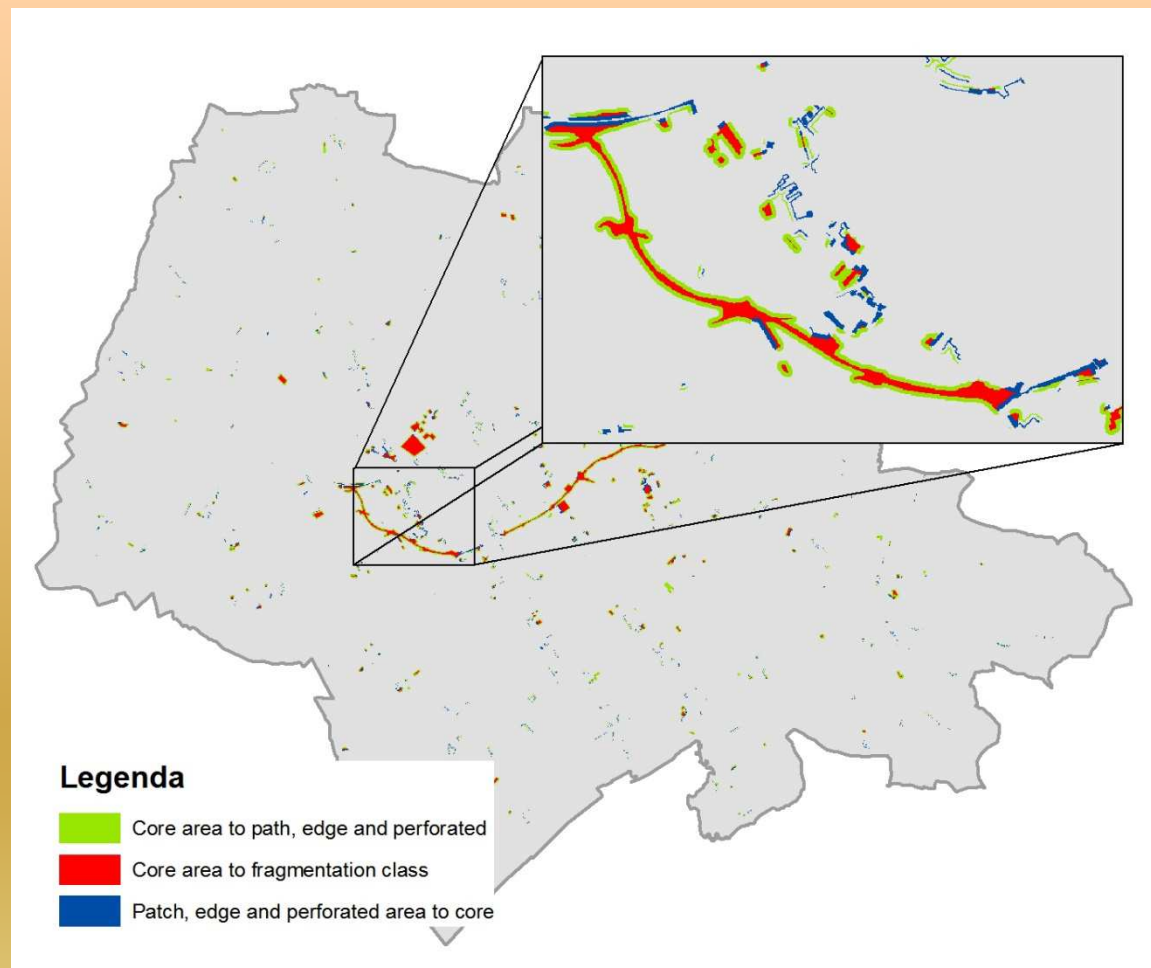 Legenda
Core area to path, edge and perforated
Core area to fragmentation class
Patch, edge and perforated area to core